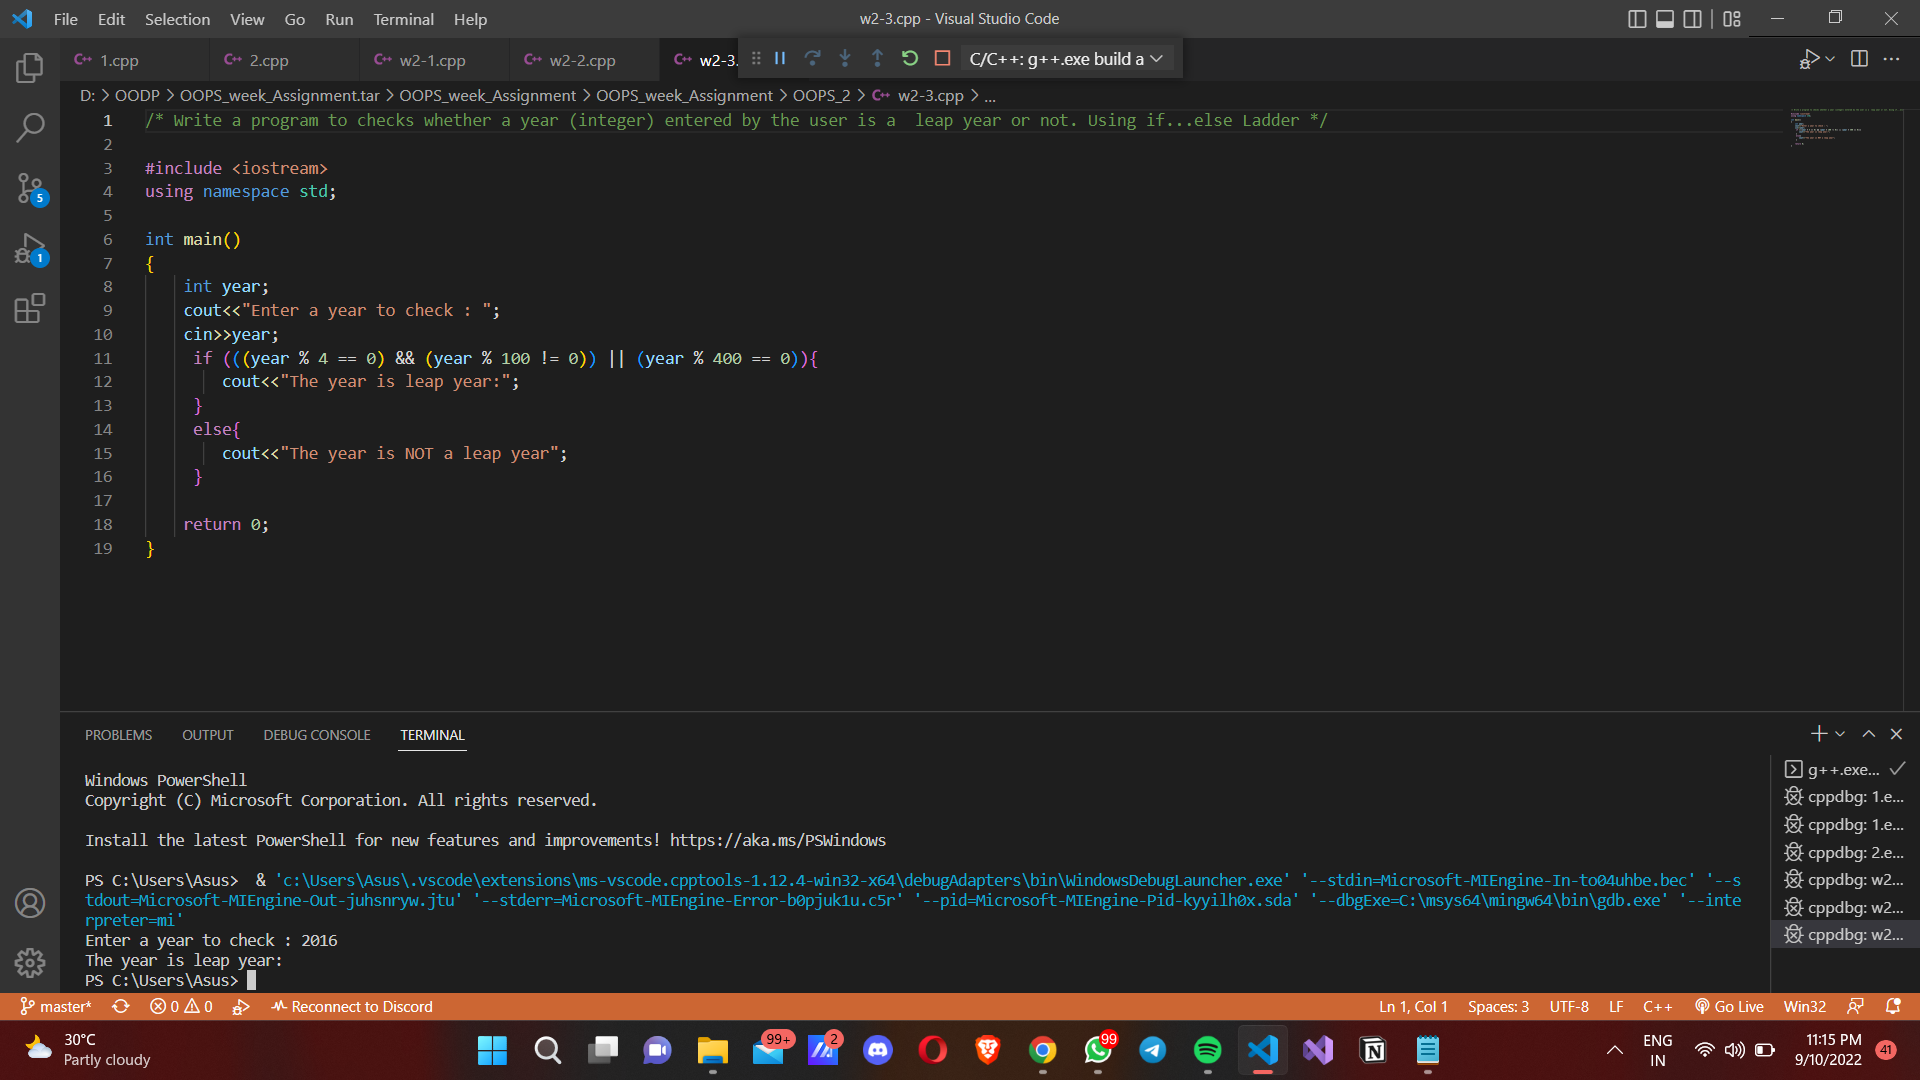 File Edit Selection View Go Run Terminal Help
w2-3.cpp - Visual Studio Code
1.cpp 2.cpp w2-1.cpp w2-2.cpp w2-3.
C/C++: g++.exe build a
D: > OODP > OOPS_week_Assignment.tar > OOPS_week_Assignment > OOPS_week_Assignment > OOPS_2 > w2-3.cpp > ...
1 /* Write a program to checks whether a year (integer) entered by the user is a  leap year or not. Using if...else Ladder */
2
3 #include <iostream>
4 using namespace std;
5
6 int main()
7 {
8     int year;
9     cout<<"Enter a year to check : ";
10     cin>>year;
11      if (((year % 4 == 0) && (year % 100 != 0)) || (year % 400 == 0)){
12         cout<<"The year is leap year:";
13      }
14      else{
15         cout<<"The year is NOT a leap year";
16      }
17
18     return 0;
19 }
5
1
PROBLEMS OUTPUT DEBUG CONSOLE TERMINAL
Windows PowerShell
Copyright (C) Microsoft Corporation. All rights reserved.
Install the latest PowerShell for new features and improvements! https://aka.ms/PSWindows
PS C:\Users\Asus>  & 'c:\Users\Asus\.vscode\extensions\ms-vscode.cpptools-1.12.4-win32-x64\debugAdapters\bin\WindowsDebugLauncher.exe' '--stdin=Microsoft-MIEngine-In-to04uhbe.bec' '--s
tdout=Microsoft-MIEngine-Out-juhsnryw.jtu' '--stderr=Microsoft-MIEngine-Error-b0pjuk1u.c5r' '--pid=Microsoft-MIEngine-Pid-kyyilh0x.sda' '--dbgExe=C:\msys64\mingw64\bin\gdb.exe' '--inte
rpreter=mi'
Enter a year to check : 2016
The year is leap year:
PS C:\Users\Asus>
g++.exe...
cppdbg: 1.e...
cppdbg: 1.e...
cppdbg: 2.e...
cppdbg: w2...
cppdbg: w2...
cppdbg: w2...
master* 0 0 Reconnect to Discord
Ln 1, Col 1 Spaces: 3 UTF-8 LF C++ Go Live Win32
30°C
Partly cloudy
99+
2
99
ENG
IN
11:15 PM
9/10/2022
41